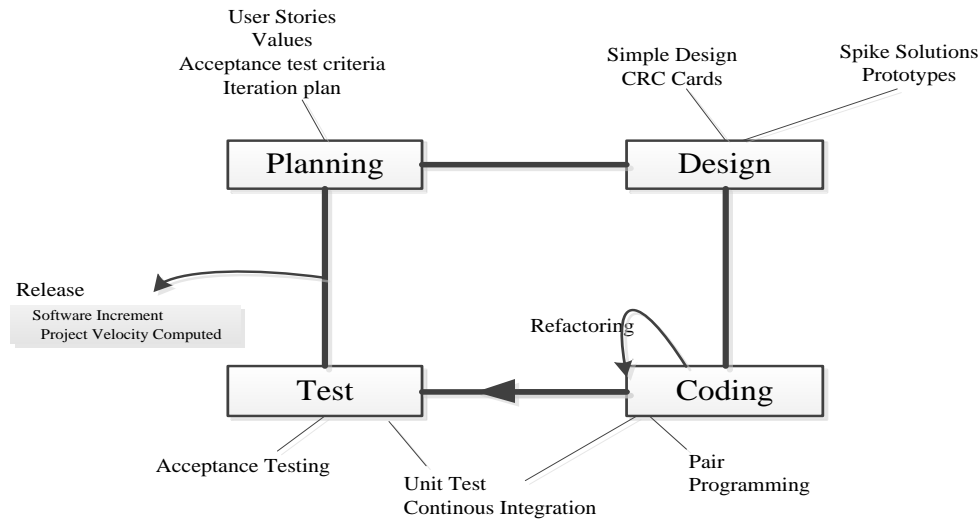 User Stories
Values
Acceptance test criteria
Iteration plan
Simple Design
CRC Cards
Spike Solutions
Prototypes
Planning
Design
Release
Software Increment
Project Velocity Computed
Refactoring
Test
Coding
Acceptance Testing
Unit Test
Continous Integration
Pair
Programming